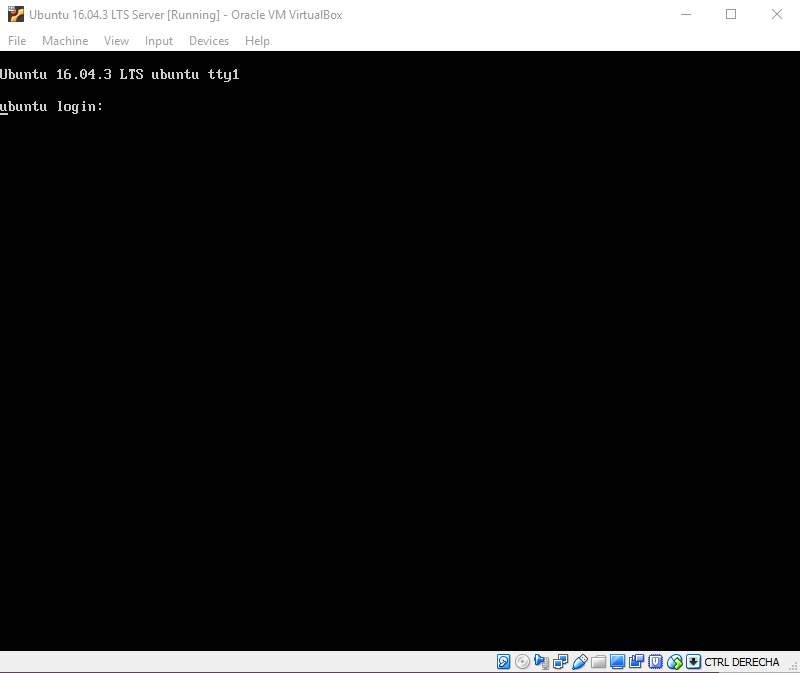 Ubuntu 16.04.3 LTS Server [Running] - Oracle VM VirtualBox
File Machine View Input Devices Help
Ubuntu 16.04.3 LTS ubuntu tty1
ubuntu login:
CTRL DERECHA